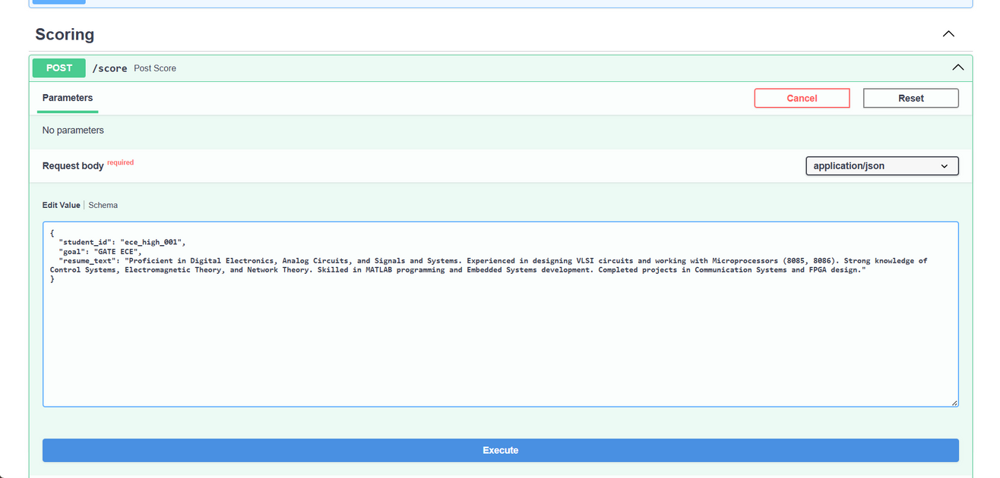 Scoring
POST /score Post Score
Parameters
Cancel
Reset
No parameters
Request body required
application/json
Edit Value | Schema
{
  "student_id": "ece_high_001",
  "goal": "GATE ECE",
  "resume_text": "Proficient in Digital Electronics, Analog Circuits, and Signals and Systems. Experienced in designing VLSI circuits and working with Microprocessors (8085, 8086). Strong knowledge of
Control Systems, Electromagnetic Theory, and Network Theory. Skilled in MATLAB programming and Embedded Systems development. Completed projects in Communication Systems and FPGA design."
}
Execute